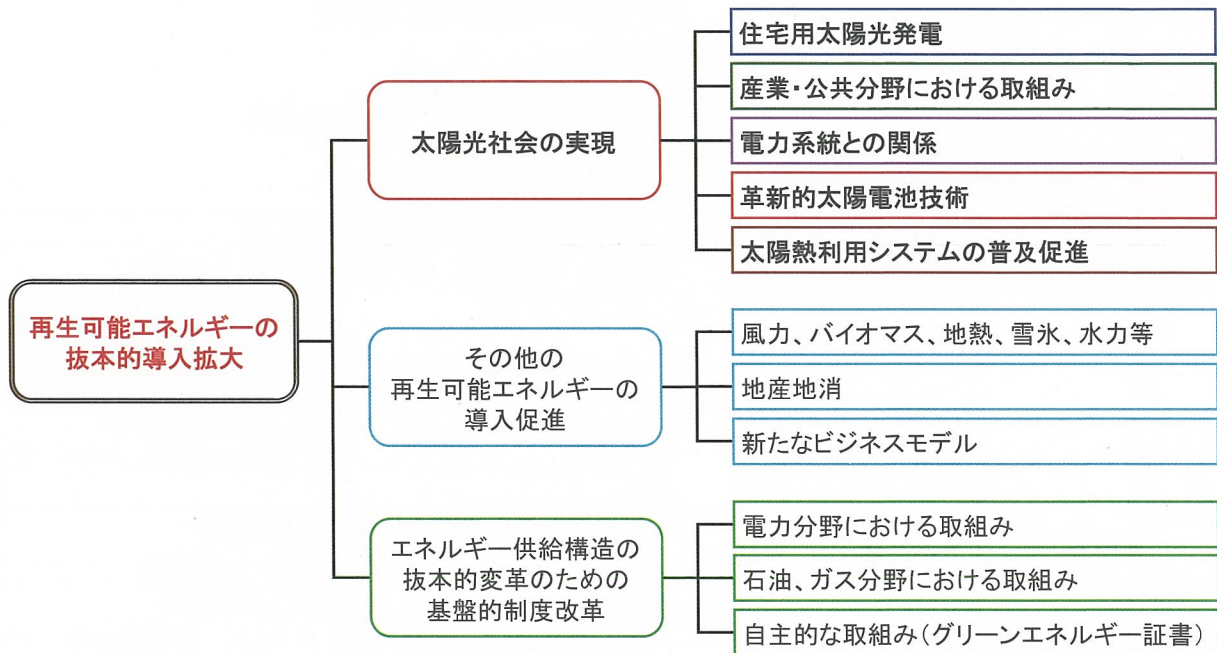 再生可能エネルギーの
抜本的導入拡大
太陽光社会の実現
住宅用太陽光発電
産業・公共分野における取組み
電力系統との関係
革新的太陽電池技術
太陽熱利用システムの普及促進
その他の
再生可能エネルギーの
導入促進
風力、バイオマス、地熱、雪氷、水力等
地産地消
新たなビジネスモデル
エネルギー供給構造の
抜本的変革のための
基盤的制度改革
電力分野における取組み
石油、ガス分野における取組み
自主的な取組み(グリーンエネルギー証書)